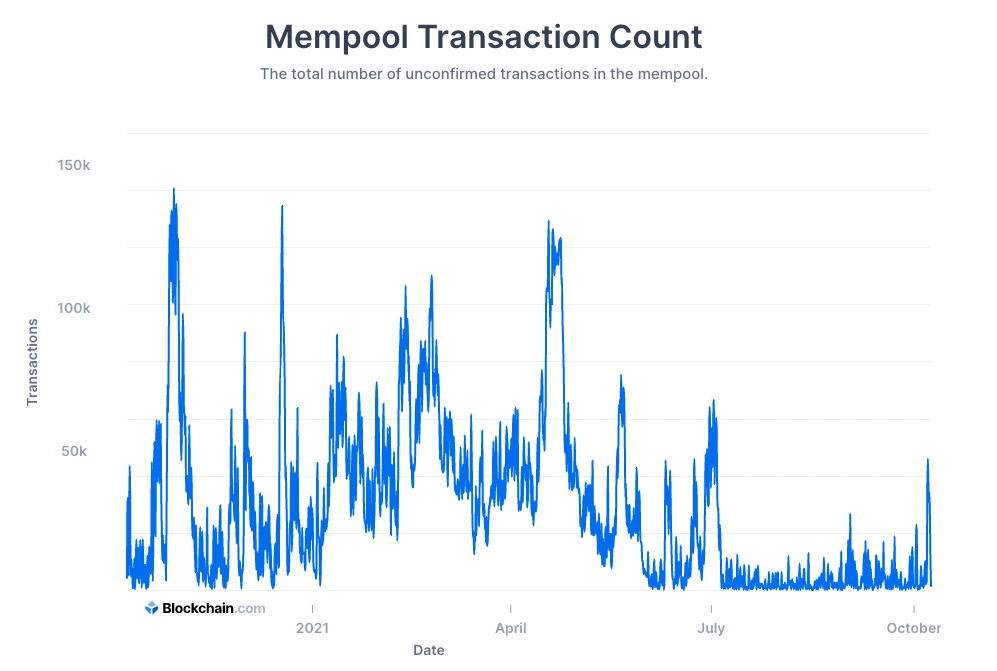 Mempool Transaction Count
The total number of unconfirmed transactions in the mempool.
150k
100k
Transactions
50k
Blockchain.com
2021 April July October
Date